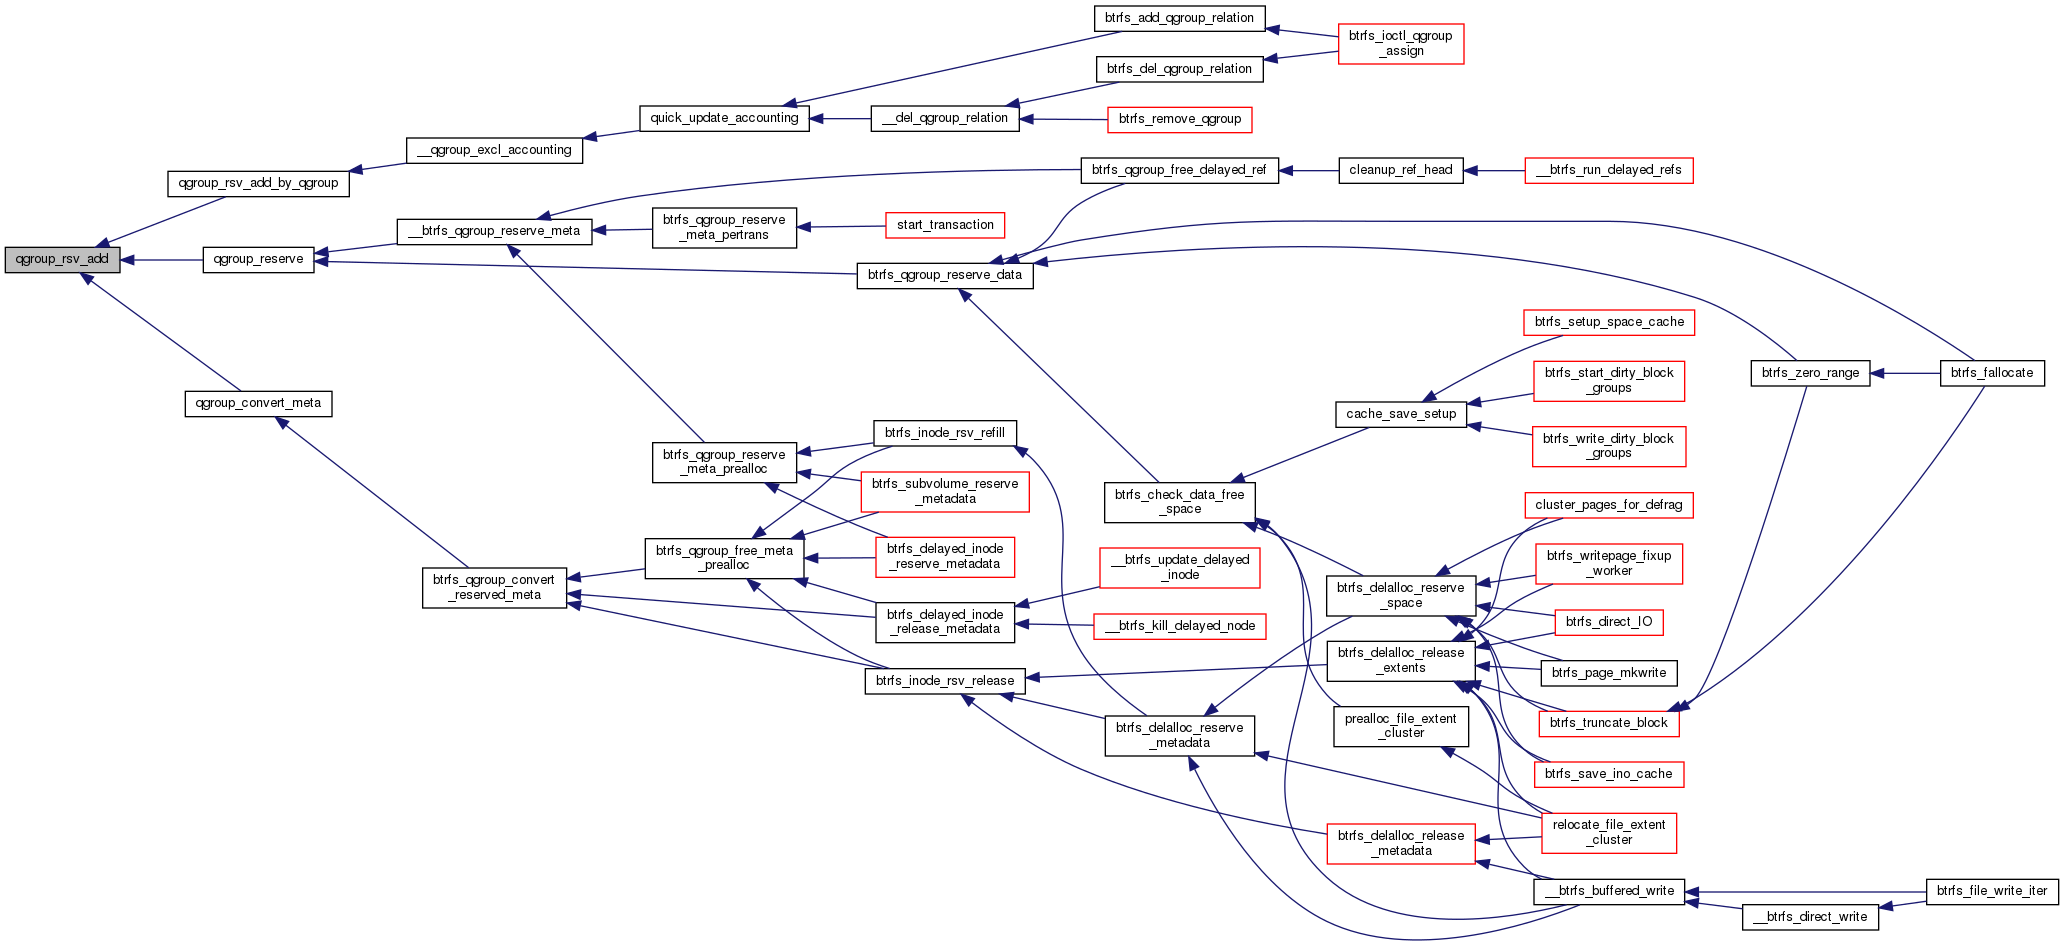 btrfs_add_qgroup_relation
btrfs_ioctl_qgroup
_assign
btrfs_del_qgroup_relation
quick_update_accounting
__del_qgroup_relation
btrfs_remove_qgroup
__qgroup_excl_accounting
qgroup_rsv_add_by_qgroup
btrfs_qgroup_free_delayed_ref
cleanup_ref_head
__btrfs_run_delayed_refs
__btrfs_qgroup_reserve_meta
btrfs_qgroup_reserve
_meta_pertrans
start_transaction
qgroup_rsv_add
qgroup_reserve
btrfs_qgroup_reserve_data
btrfs_setup_space_cache
btrfs_start_dirty_block
_groups
btrfs_zero_range
btrfs_fallocate
qgroup_convert_meta
cache_save_setup
btrfs_inode_rsv_refill
btrfs_write_dirty_block
_groups
btrfs_qgroup_reserve
_meta_prealloc
btrfs_subvolume_reserve
_metadata
btrfs_check_data_free
_space
cluster_pages_for_defrag
btrfs_qgroup_free_meta
_prealloc
btrfs_delayed_inode
_reserve_metadata
__btrfs_update_delayed
_inode
btrfs_writepage_fixup
_worker
btrfs_qgroup_convert
_reserved_meta
btrfs_delalloc_reserve
_space
btrfs_delayed_inode
_release_metadata
__btrfs_kill_delayed_node
btrfs_direct_IO
btrfs_delalloc_release
_extents
btrfs_page_mkwrite
btrfs_inode_rsv_release
btrfs_delalloc_reserve
_metadata
prealloc_file_extent
_cluster
btrfs_truncate_block
btrfs_save_ino_cache
btrfs_delalloc_release
_metadata
relocate_file_extent
_cluster
__btrfs_buffered_write
btrfs_file_write_iter
__btrfs_direct_write